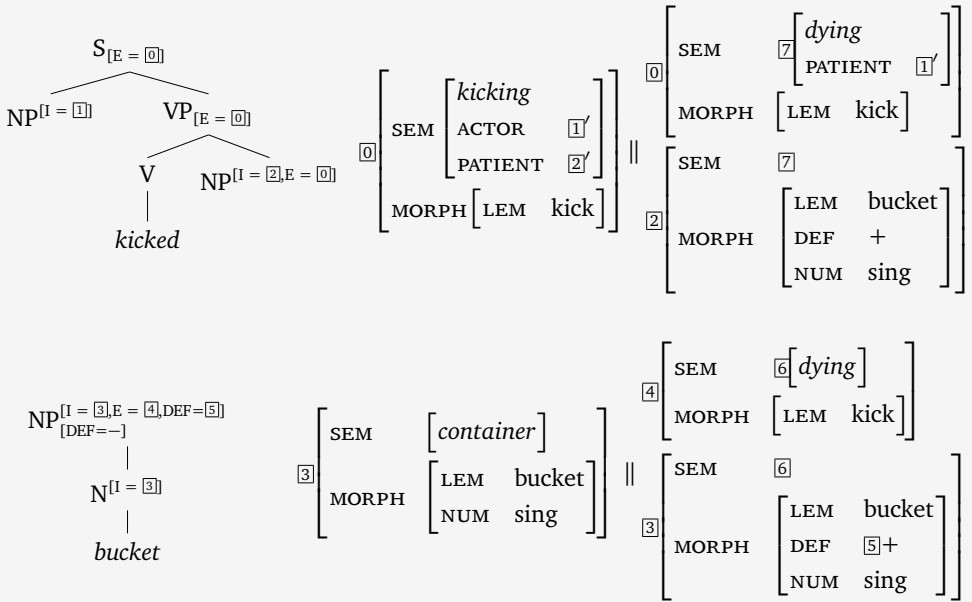 S[E = 0]
NP[I = 1] VP[E = 0]
V NP[I = 2,E = 0]
kicked
0 [SEM [kicking
ACTOR 1′
PATIENT 2′]
MORPH [LEM kick]]
||
0 [SEM 7[dying
PATIENT 1′]
MORPH [LEM kick]]
2 [SEM 7
MORPH [LEM bucket
DEF +
NUM sing]]
NP[I = 3,E = 4,DEF=5]
[DEF=−]
N[I = 3]
bucket
3 [SEM [container]
MORPH [LEM bucket
NUM sing]]
||
4 [SEM 6[dying]
MORPH [LEM kick]]
3 [SEM 6
MORPH [LEM bucket
DEF 5+
NUM sing]]